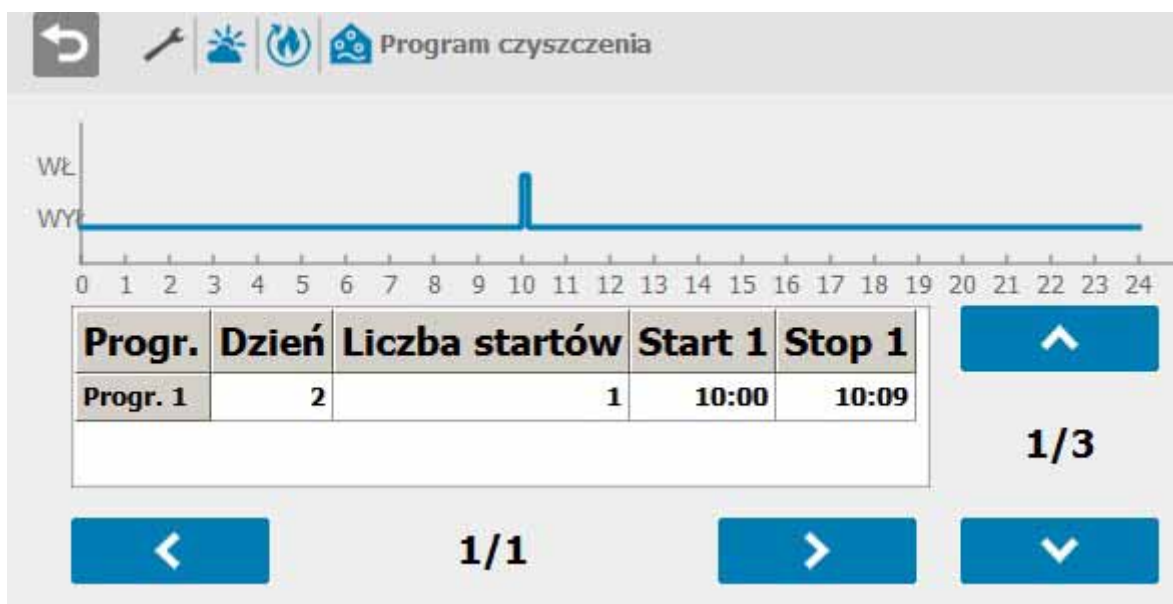 Program czyszczenia
WŁ
WYŁ
0 1 2 3 4 5 6 7 8 9 10 11 12 13 14 15 16 17 18 19 20 21 22 23 24
Progr. Dzień Liczba startów Start 1 Stop 1
Progr. 1 2 1 10:00 10:09
1/3
1/1